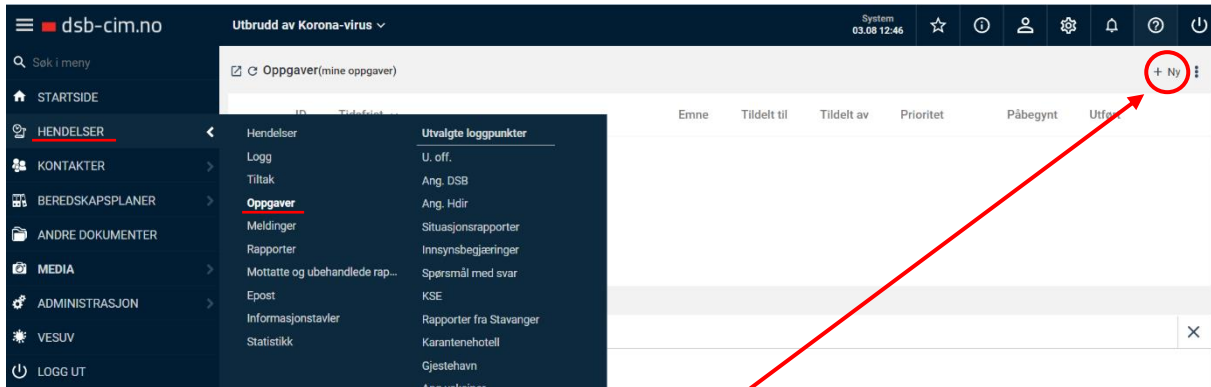 dsb-cim.no
Utbrudd av Korona-virus
System
03.08 12:46
Søk i meny
Oppgaver(mine oppgaver)
+ Ny
STARTSIDE
ID Tidsfrist Emne Tildelt til Tildelt av Prioritet Påbegynt Utført
HENDELSER
KONTAKTER
BEREDSKAPSPLANER
ANDRE DOKUMENTER
MEDIA
ADMINISTRASJON
VESUV
LOGG UT
Hendelser
Logg
Tiltak
Oppgaver
Meldinger
Rapporter
Mottatte og ubehandlede rap...
Epost
Informasjonstavler
Statistikk
Utvalgte loggpunkter
U. off.
Ang. DSB
Ang. Hdir
Situasjonsrapporter
Innsynsbegjæringer
Spørsmål med svar
KSE
Rapporter fra Stavanger
Karantenehotell
Gjestehavn